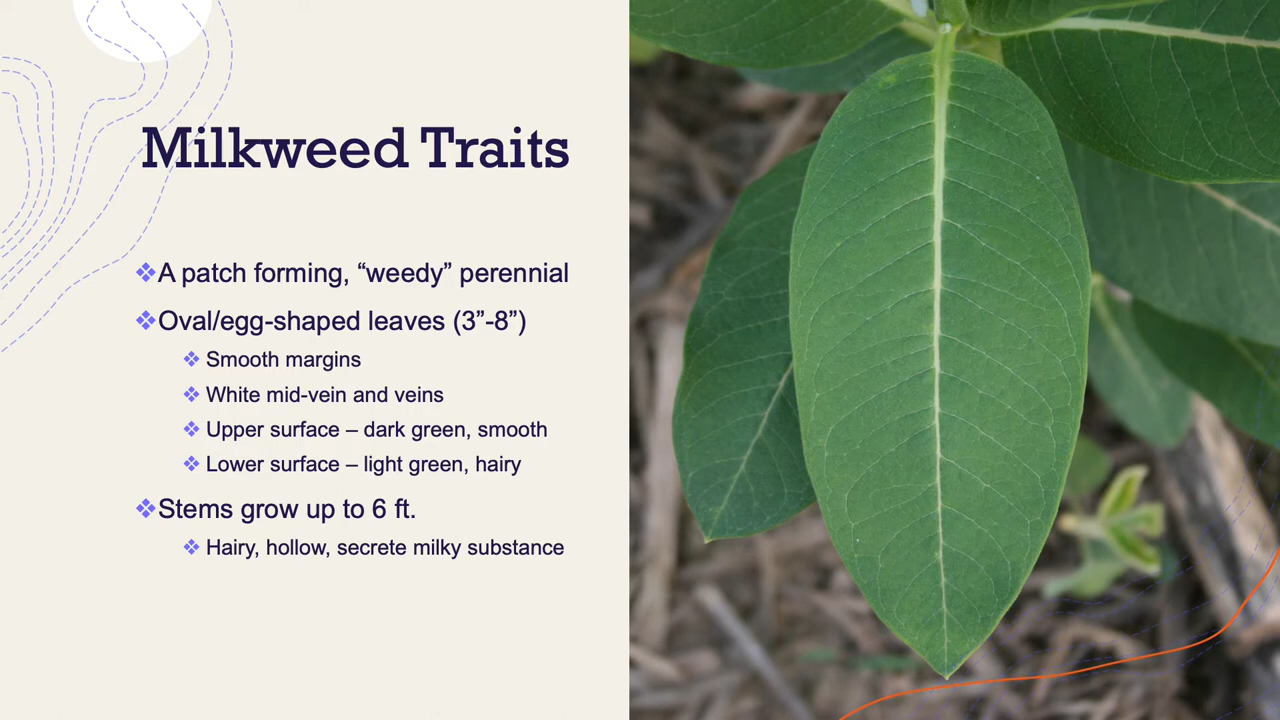 Milkweed Traits
❖A patch forming, “weedy” perennial
❖Oval/egg-shaped leaves (3”-8”)
❖ Smooth margins
❖ White mid-vein and veins
❖ Upper surface – dark green, smooth
❖ Lower surface – light green, hairy
❖Stems grow up to 6 ft.
❖ Hairy, hollow, secrete milky substance